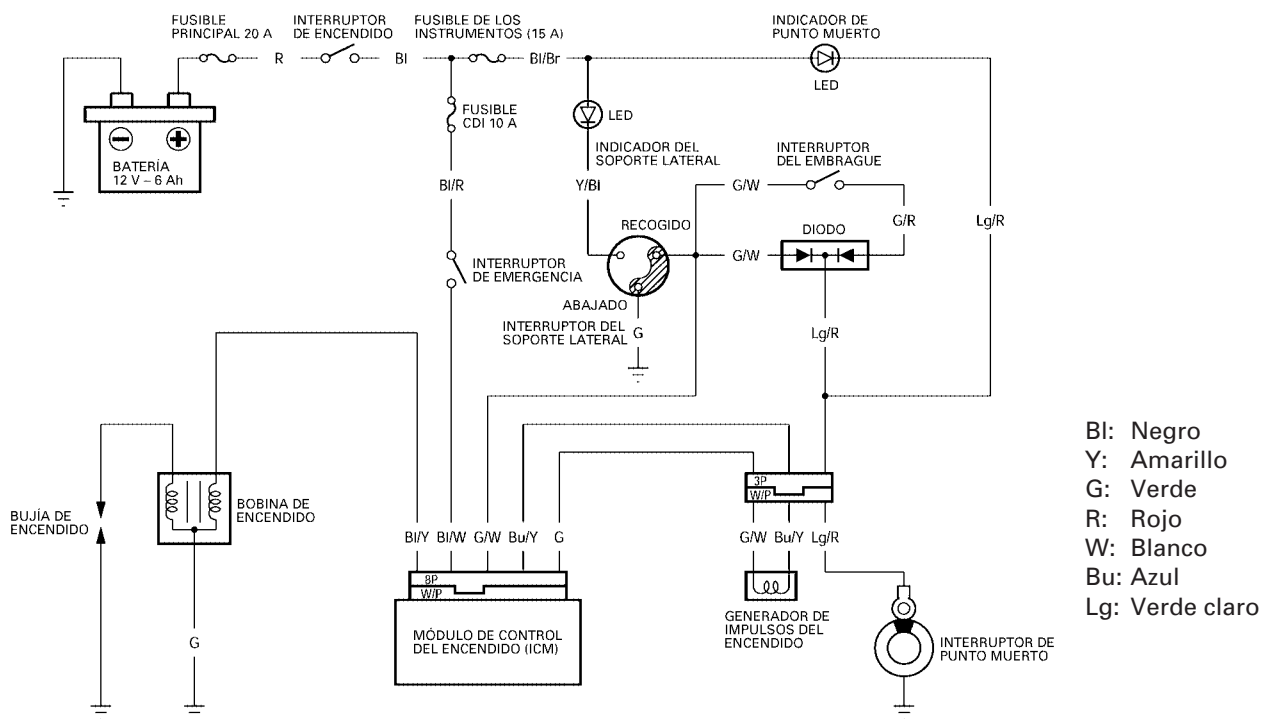 FUSIBLE
PRINCIPAL 20 A
INTERRUPTOR
DE ENCENDIDO
FUSIBLE DE LOS
INSTRUMENTOS (15 A)
INDICADOR DE
PUNTO MUERTO
R
Bl
Bl/Br
LED
FUSIBLE
CDI 10 A
LED
BATERÍA
12 V – 6 Ah
INDICADOR DEL
SOPORTE LATERAL
INTERRUPTOR
DEL EMBRAGUE
Bl/R
Y/Bl
G/W
G/R
Lg/R
RECOGIDO
DIODO
G/W
INTERRUPTOR
DE EMERGENCIA
ABAJADO
INTERRUPTOR DEL
SOPORTE LATERAL
G
Lg/R
Bl: Negro
Y: Amarillo
G: Verde
R: Rojo
W: Blanco
Bu: Azul
Lg: Verde claro
BUJÍA DE
ENCENDIDO
BOBINA DE
ENCENDIDO
3P
W/P
Bl/Y Bl/W G/W Bu/Y G
G/W Bu/Y Lg/R
8P
W/P
MÓDULO DE CONTROL
DEL ENCENDIDO (ICM)
GENERADOR DE
IMPULSOS DEL
ENCENDIDO
INTERRUPTOR DE
PUNTO MUERTO
G